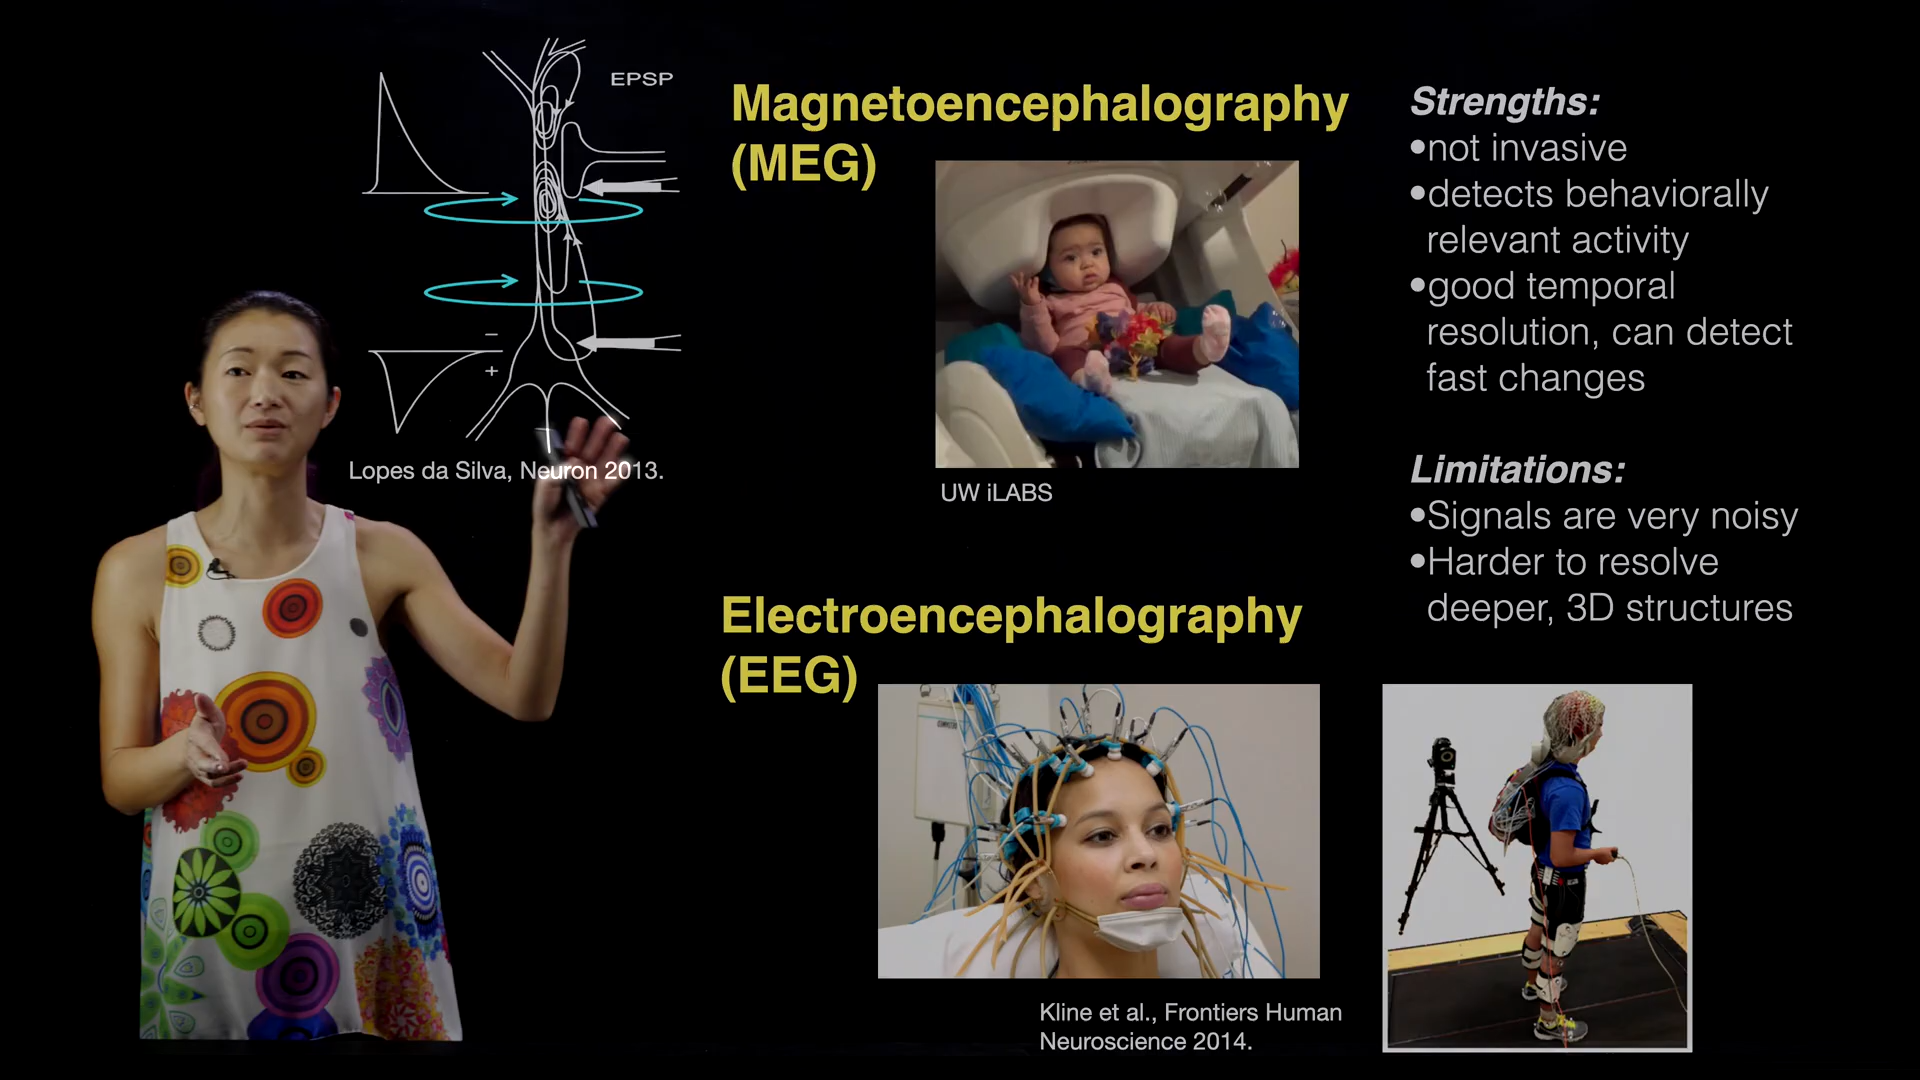 EPSP
−
+
Lopes da Silva, Neuron 2013.
Magnetoencephalography
(MEG)
UW iLABS
Electroencephalography
(EEG)
Kline et al., Frontiers Human
Neuroscience 2014.
Strengths:
•not invasive
•detects behaviorally
relevant activity
•good temporal
resolution, can detect
fast changes
Limitations:
•Signals are very noisy
•Harder to resolve
deeper, 3D structures